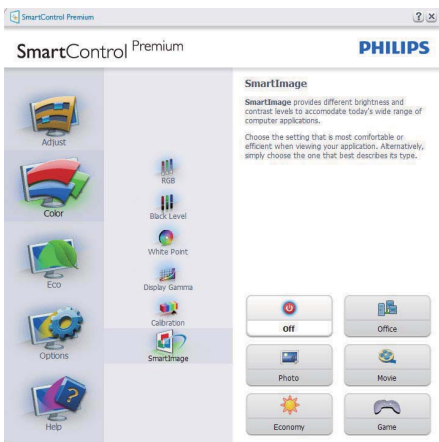 SmartControl Premium
SmartControl Premium
PHILIPS
Adjust
Color
Eco
Options
Help
RGB
Black Level
White Point
Display Gamma
Calibration
SmartImage
SmartImage
SmartImage provides different brightness and
contrast levels to accomodate today's wide range of
computer applications.
Choose the setting that is most comfortable or
efficient when viewing your application. Alternatively,
simply choose the one that best describes its type.
Off
Office
Photo
Movie
Economy
Game